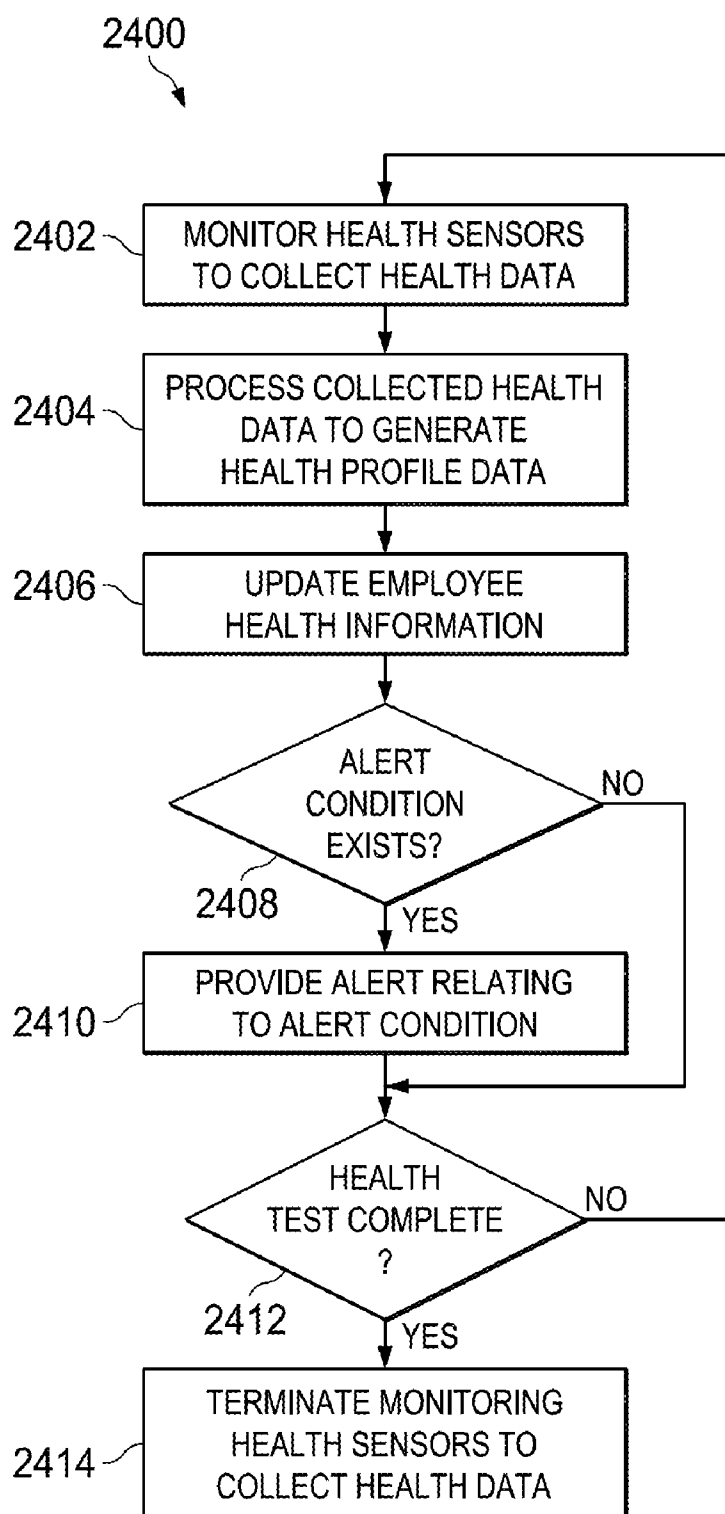 2400
2402
MONITOR HEALTH SENSORS
TO COLLECT HEALTH DATA
2404
PROCESS COLLECTED HEALTH
DATA TO GENERATE
HEALTH PROFILE DATA
2406
UPDATE EMPLOYEE
HEALTH INFORMATION
ALERT
CONDITION
EXISTS?
NO
2408
YES
2410
PROVIDE ALERT RELATING
TO ALERT CONDITION
HEALTH
TEST COMPLETE
?
NO
2412
YES
2414
TERMINATE MONITORING
HEALTH SENSORS TO
COLLECT HEALTH DATA